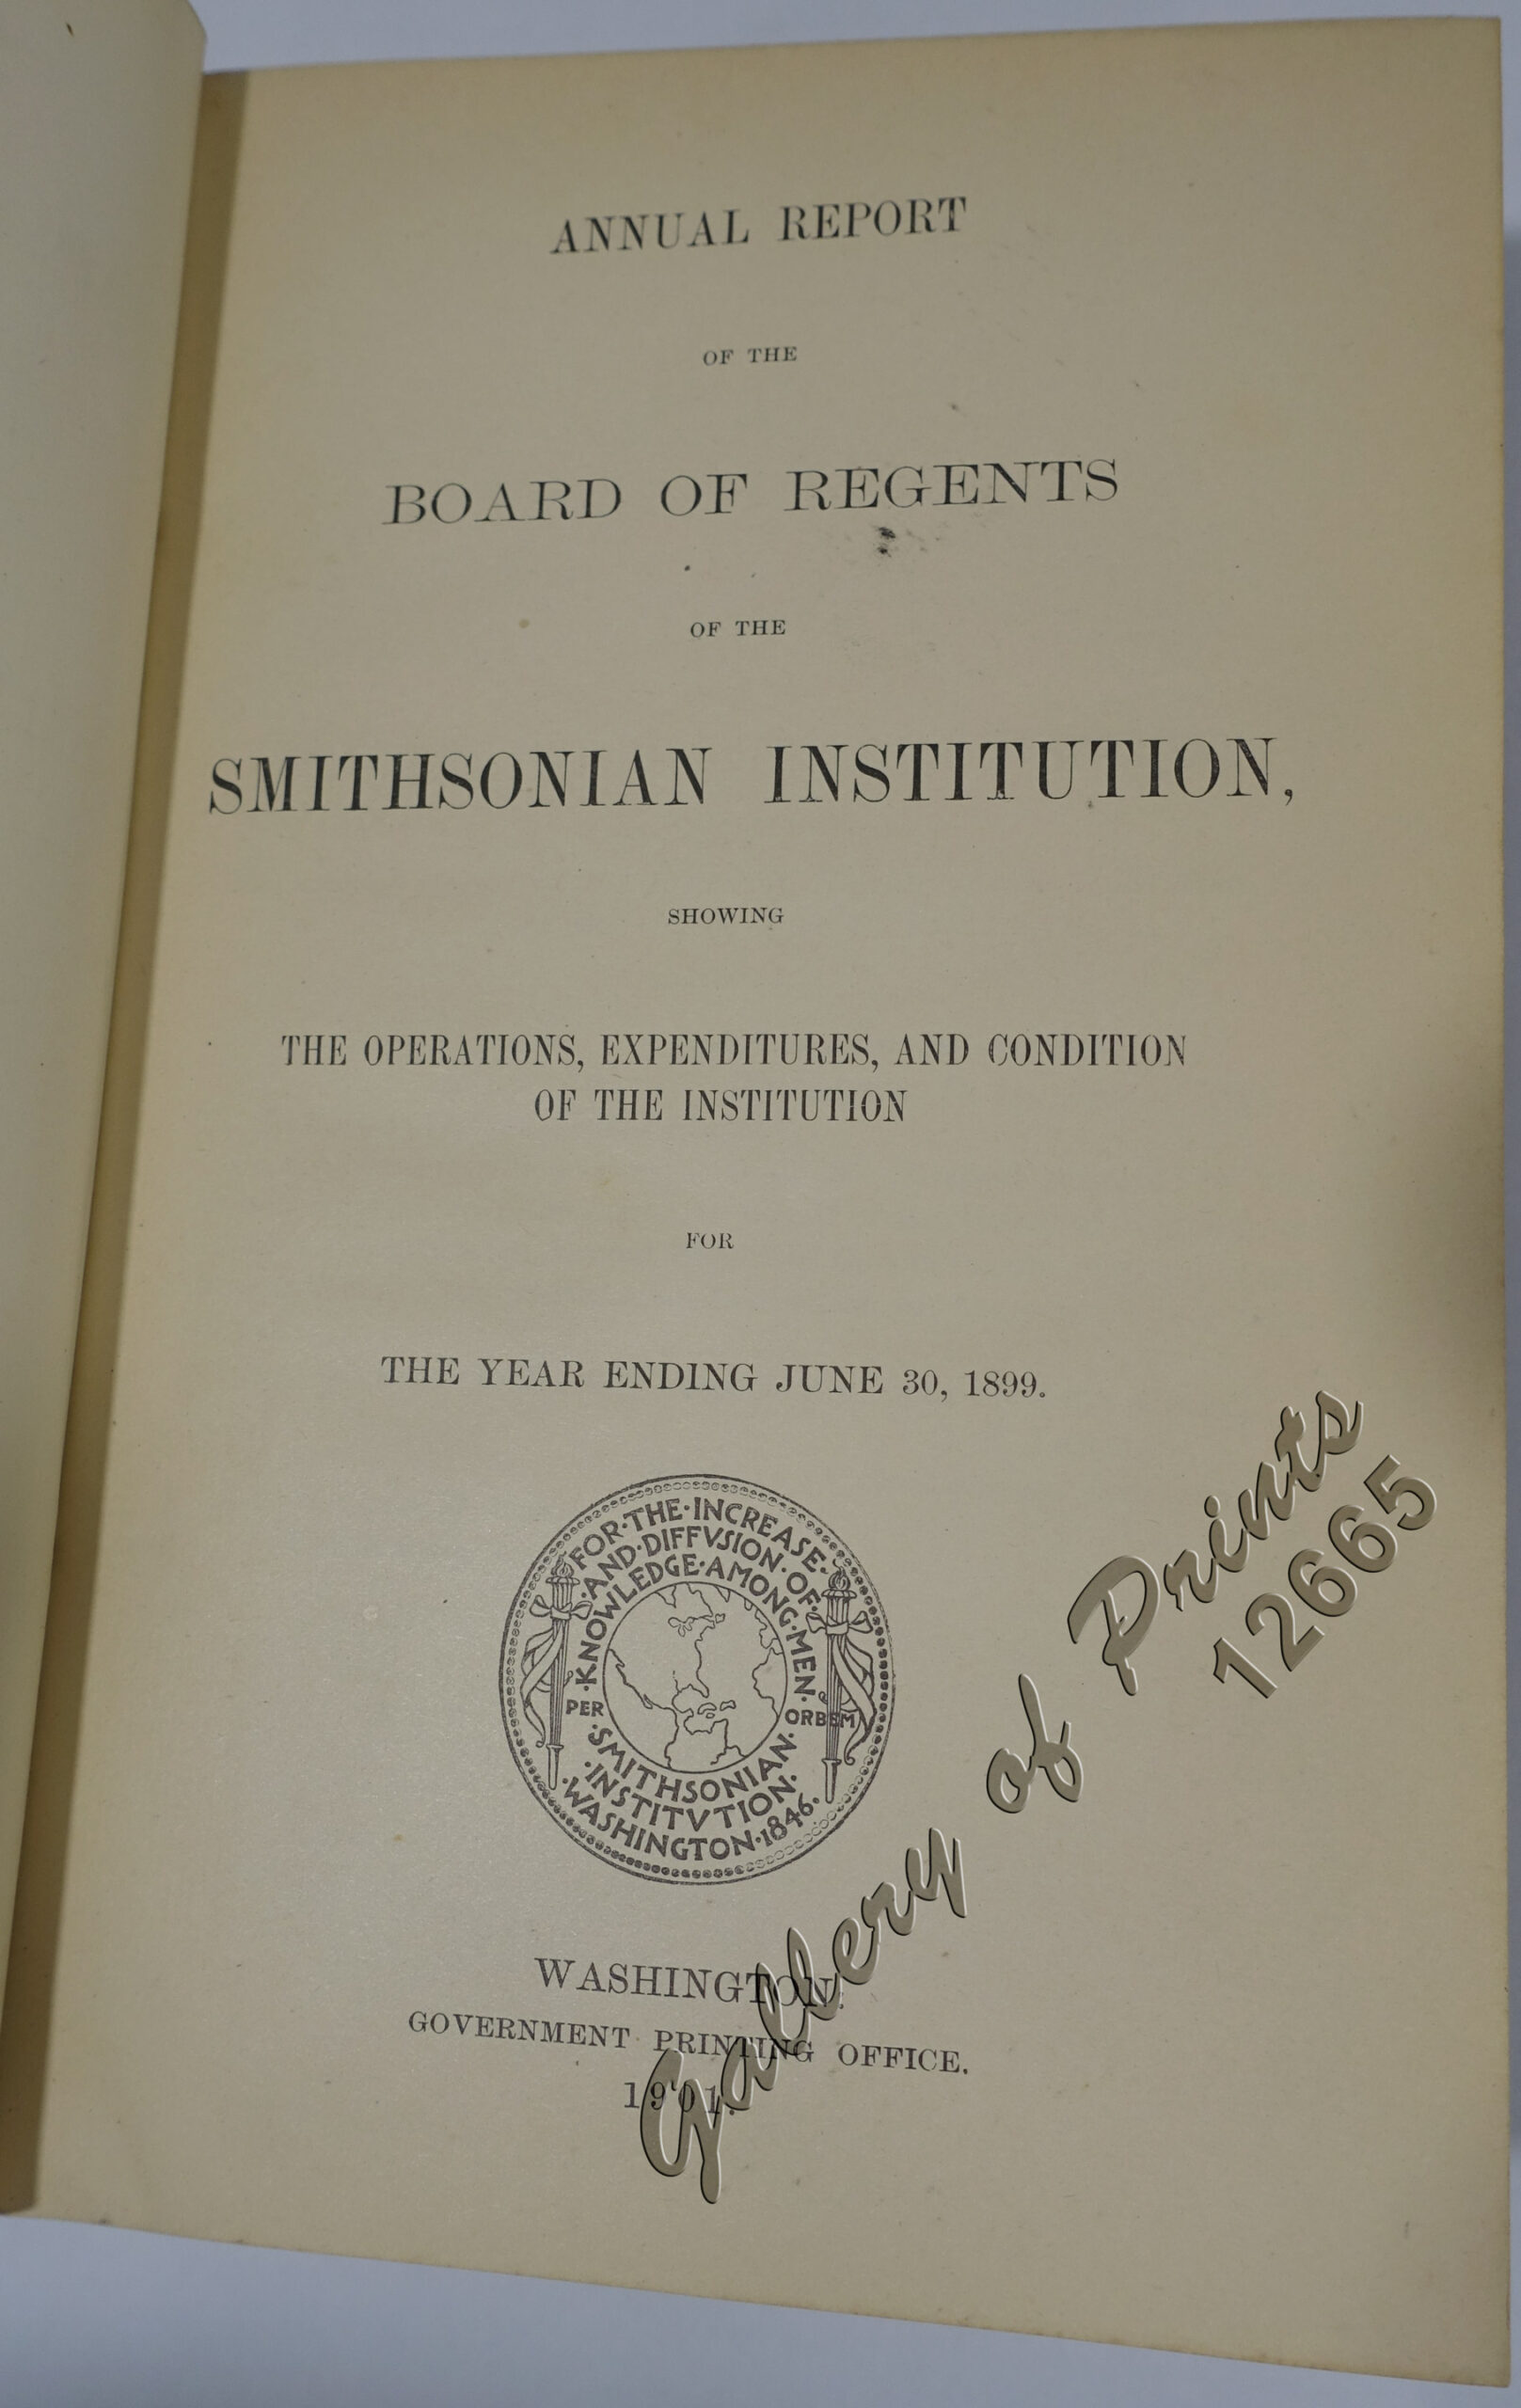 ANNUAL REPORT
OF THE
BOARD OF REGENTS
OF THE
SMITHSONIAN INSTITUTION,
SHOWING
THE OPERATIONS, EXPENDITURES, AND CONDITION
OF THE INSTITUTION
FOR
THE YEAR ENDING JUNE 30, 1899.
·FOR·THE·INCREASE·
·AND·DIFFVSION·OF·
·KNOWLEDGE·AMONG·MEN·
PER ORBEM
·SMITHSONIAN·
·INSTITVTION·
·WASHINGTON·1846·
WASHINGTON:
GOVERNMENT PRINTING OFFICE.
1901.
Gallery of Prints
12665